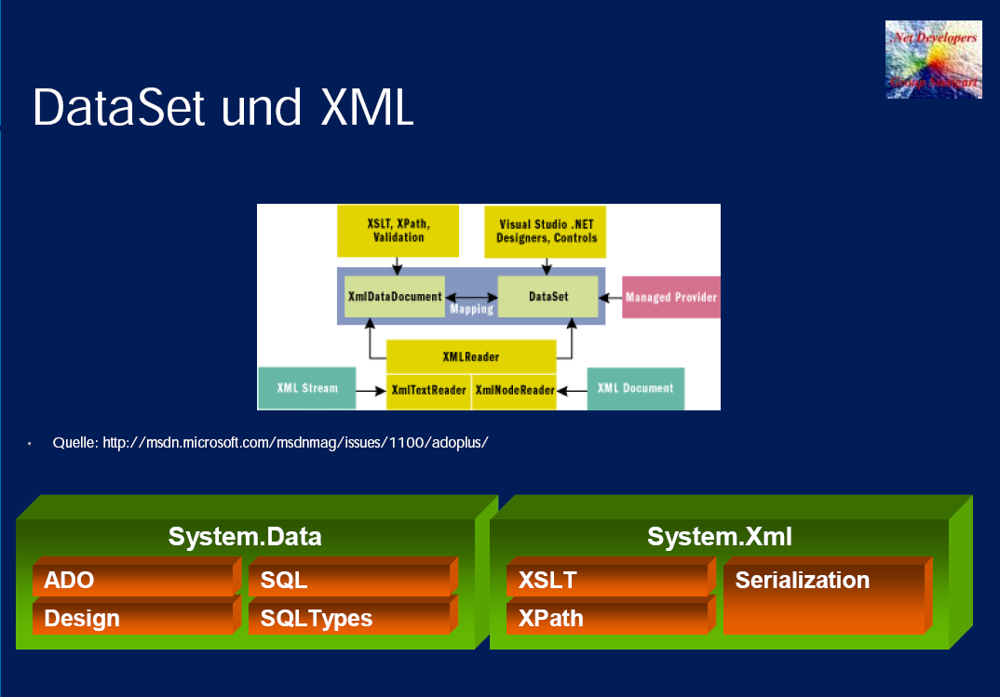 .Net Developers
Group Stuttgart
DataSet und XML
XSLT, XPath,
Validation
Visual Studio .NET
Designers, Controls
XmlDataDocument
Mapping
DataSet
Managed Provider
XMLReader
XML Stream
XmlTextReader
XmlNodeReader
XML Document
• Quelle: http://msdn.microsoft.com/msdnmag/issues/1100/adoplus/
System.Data
ADO
SQL
Design
SQLTypes
System.Xml
XSLT
Serialization
XPath